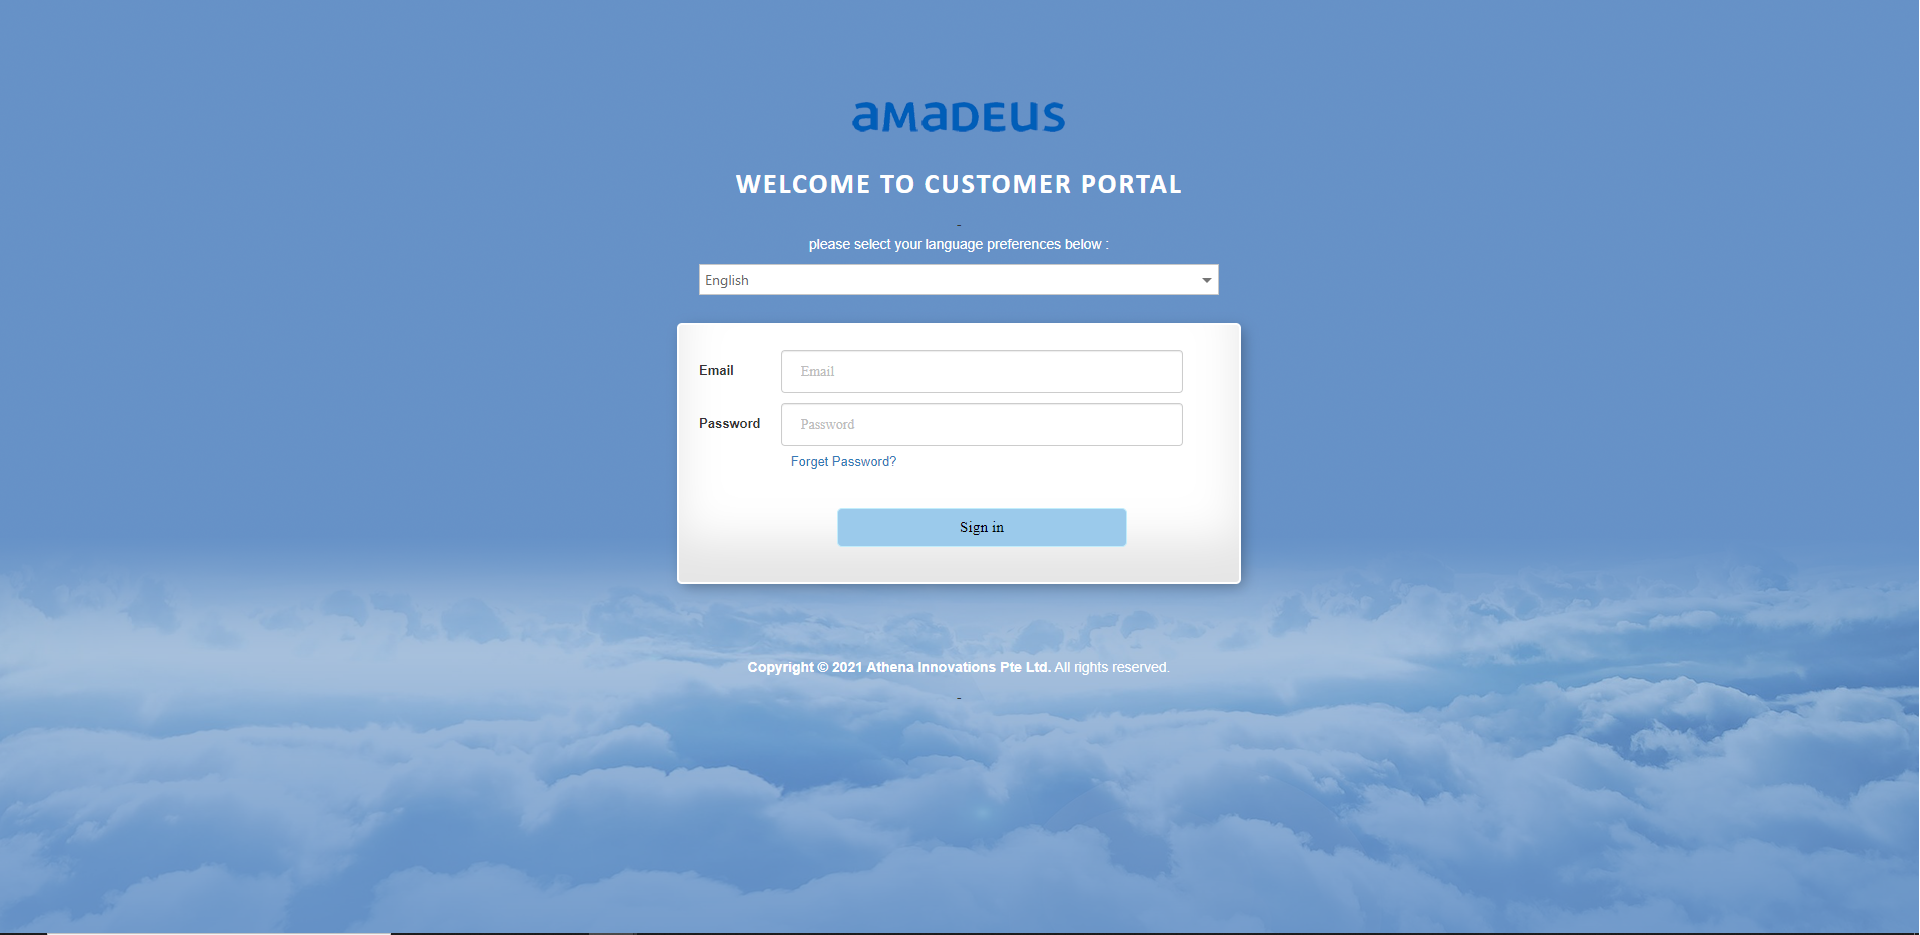 aMaDEUS
WELCOME TO CUSTOMER PORTAL
-
please select your language preferences below :
English
Email
Email
Password
Password
Forget Password?
Sign in
Copyright © 2021 Athena Innovations Pte Ltd. All rights reserved.
-